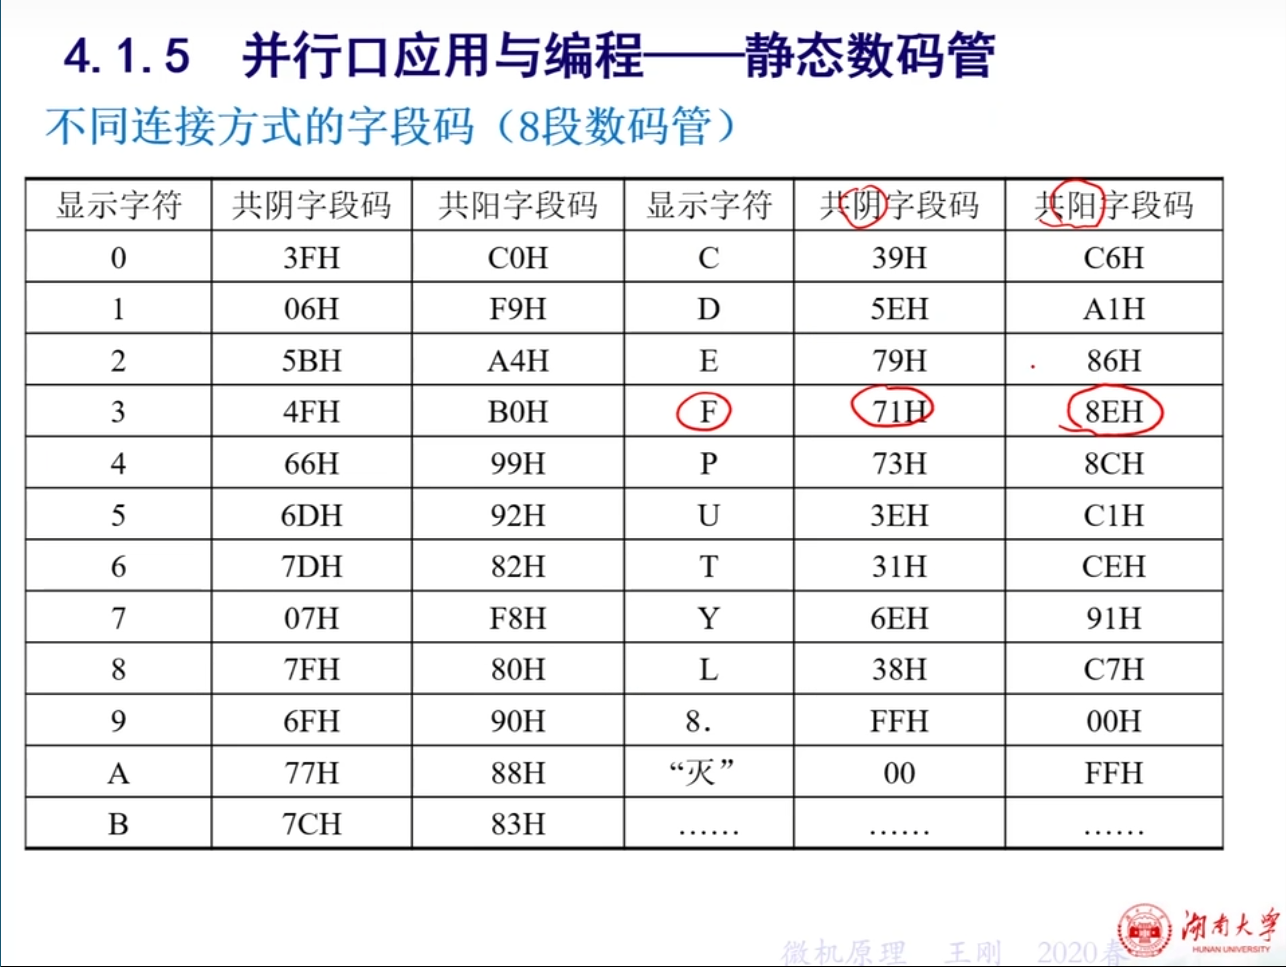 4.1.5 并行口应用与编程——静态数码管
不同连接方式的字段码（8段数码管）
显示字符 共阴字段码 共阳字段码 显示字符 共阴字段码 共阳字段码
0 3FH C0H C 39H C6H
1 06H F9H D 5EH A1H
2 5BH A4H E 79H 86H
3 4FH B0H F 71H 8EH
4 66H 99H P 73H 8CH
5 6DH 92H U 3EH C1H
6 7DH 82H T 31H CEH
7 07H F8H Y 6EH 91H
8 7FH 80H L 38H C7H
9 6FH 90H 8. FFH 00H
A 77H 88H “灭” 00 FFH
B 7CH 83H …… …… ……
湖南大学
HUNAN UNIVERSITY
微机原理 王刚 2020春